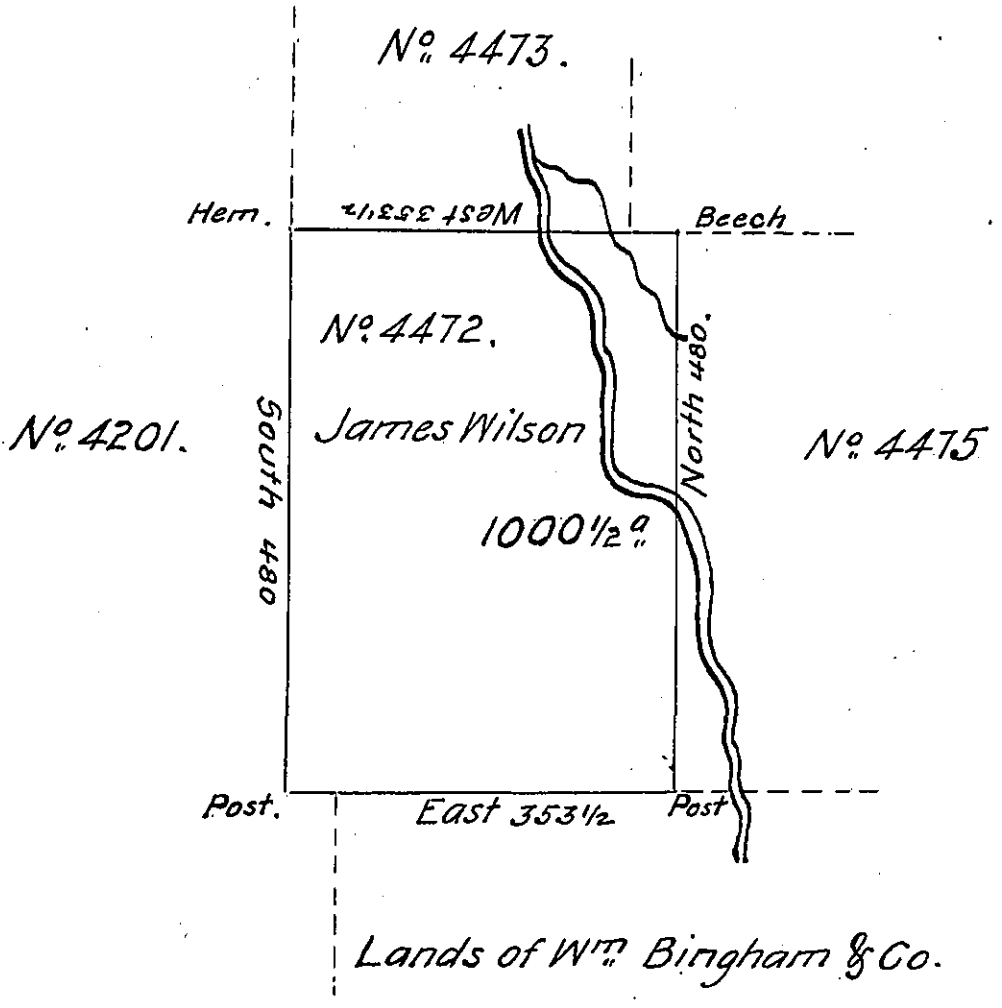 Nº 4473.
Hem.
West 353½
Beech
Nº 4472.
North 480.
Nº 4201.
South 480
James Wilson
Nº 4475
1000½ a
Post.
East 353½
Post
Lands of Wm Bingham & Co.